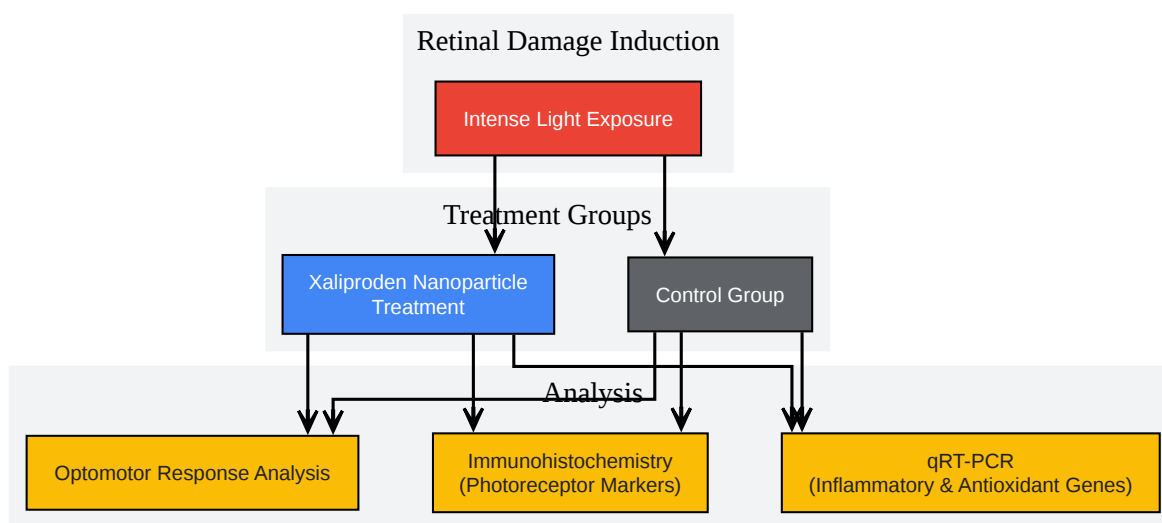 Retinal Damage Induction
Intense Light Exposure
Treatment Groups
Xaliproden Nanoparticle
Treatment
Control Group
Analysis
Optomotor Response Analysis
Immunohistochemistry
(Photoreceptor Markers)
qRT-PCR
(Inflammatory & Antioxidant Genes)